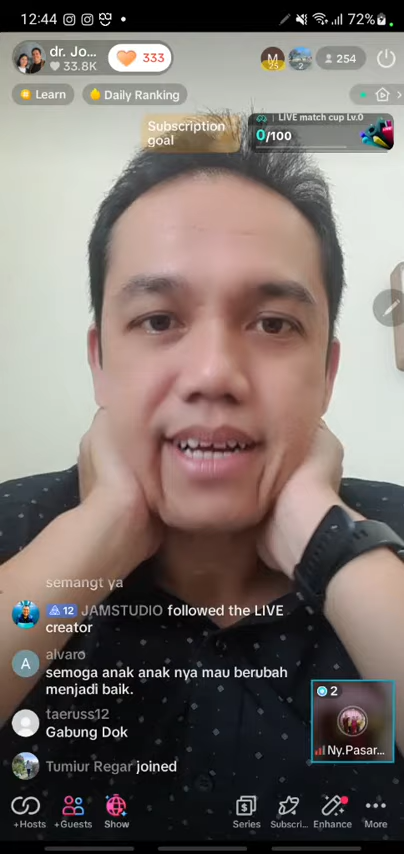 12:44
72%
dr. Jo...
33.8K
333
M
25
2
254
Learn
Daily Ranking
Subscription
goal
LIVE match cup Lv.0
0/100
semangt ya
12 JAMSTUDIO followed the LIVE
creator
A
alvaro
semoga anak anak nya mau berubah
menjadi baik.
taeruss12
Gabung Dok
Tumiur Regar joined
2
Ny.Pasar...
+Hosts
+Guests
Show
Series
Subscri...
Enhance
More